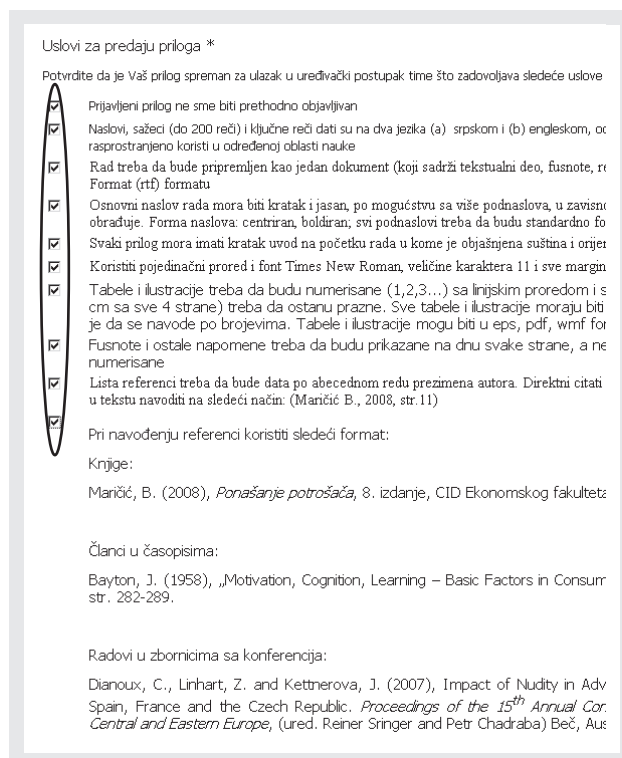 Uslovi za predaju priloga *
Potvrdite da je Vaš prilog spreman za ulazak u uređivački postupak time što zadovoljava sledeće uslove
Prijavljeni prilog ne sme biti prethodno objavljivan
Naslovi, sažeci (do 200 reči) i ključne reči dati su na dva jezika (a) srpskom i (b) engleskom, od
rasprostranjeno koristi u određenoj oblasti nauke
Rad treba da bude pripremljen kao jedan dokument (koji sadrži tekstualni deo, fusnote, re
Format (rtf) formatu
Osnovni naslov rada mora biti kratak i jasan, po mogućstvu sa više podnaslova, u zavisno
obrađuje. Forma naslova: centriran, boldiran; svi podnaslovi treba da budu standardno fo
Svaki prilog mora imati kratak uvod na početku rada u kome je objašnjena suština i orijer
Koristiti pojedinačni prored i font Times New Roman, veličine karaktera 11 i sve margin
Tabele i ilustracije treba da budu numerisane (1,2,3...) sa linijskim proredom i s
cm sa sve 4 strane) treba da ostanu prazne. Sve tabele i ilustracije moraju biti
je da se navode po brojevima. Tabele i ilustracije mogu biti u eps, pdf, wmf for
Fusnote i ostale napomene treba da budu prikazane na dnu svake strane, a ne
numerisane
Lista referenci treba da bude data po abecednom redu prezimena autora. Direktni citati
u tekstu navoditi na sledeći način: (Maričić B., 2008, str.11)
Pri navođenju referenci koristiti sledeći format:
Knjige:
Maričić, B. (2008), Ponašanje potrošača, 8. izdanje, CID Ekonomskog fakulteta
Članci u časopisima:
Bayton, J. (1958), „Motivation, Cognition, Learning – Basic Factors in Consum
str. 282-289.
Radovi u zbornicima sa konferencija:
Dianoux, C., Linhart, Z. and Kettnerova, J. (2007), Impact of Nudity in Adv
Spain, France and the Czech Republic. Proceedings of the 15th Annual Cor
Central and Eastern Europe, (ured. Reiner Sringer and Petr Chadraba) Beč, Aus